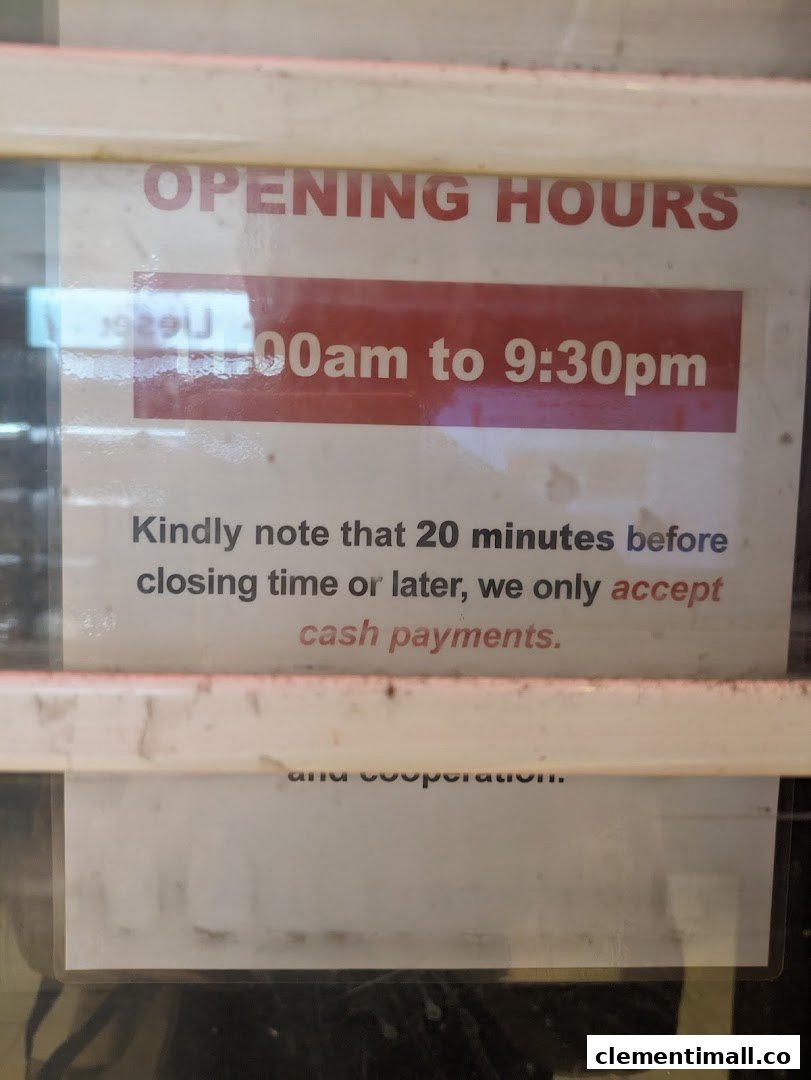 OPENING HOURS
to 9:30pm
Kindly note that 20 minutes before
closing time or later, we only accept
cash payments.
and cooperation.
clementimall.co